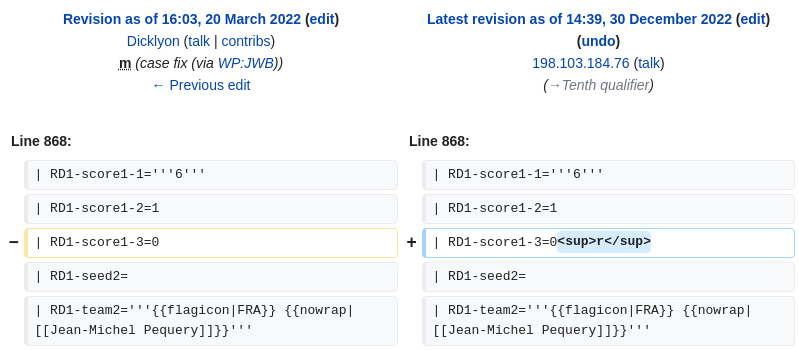 Revision as of 16:03, 20 March 2022 (edit)
Dicklyon (talk | contribs)
m (case fix (via WP:JWB))
← Previous edit
Latest revision as of 14:39, 30 December 2022 (edit)
(undo)
198.103.184.76 (talk)
(→Tenth qualifier)
Line 868:
Line 868:
| RD1-score1-1='''6'''
| RD1-score1-1='''6'''
| RD1-score1-2=1
| RD1-score1-2=1
− | RD1-score1-3=0
+ | RD1-score1-3=0<sup>r</sup>
| RD1-seed2=
| RD1-seed2=
| RD1-team2='''{{flagicon|FRA}} {{nowrap|
[[Jean-Michel Pequery]]}}'''
| RD1-team2='''{{flagicon|FRA}} {{nowrap|
[[Jean-Michel Pequery]]}}'''